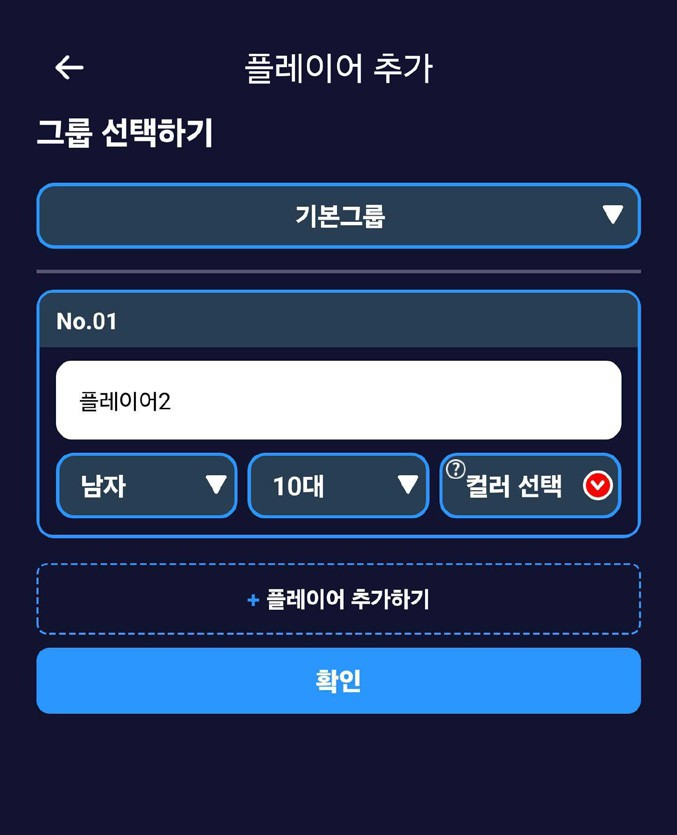 플레이어 추가
그룹 선택하기
기본그룹
No.01
플레이어2
남자
10대
? 컬러 선택
+ 플레이어 추가하기
확인